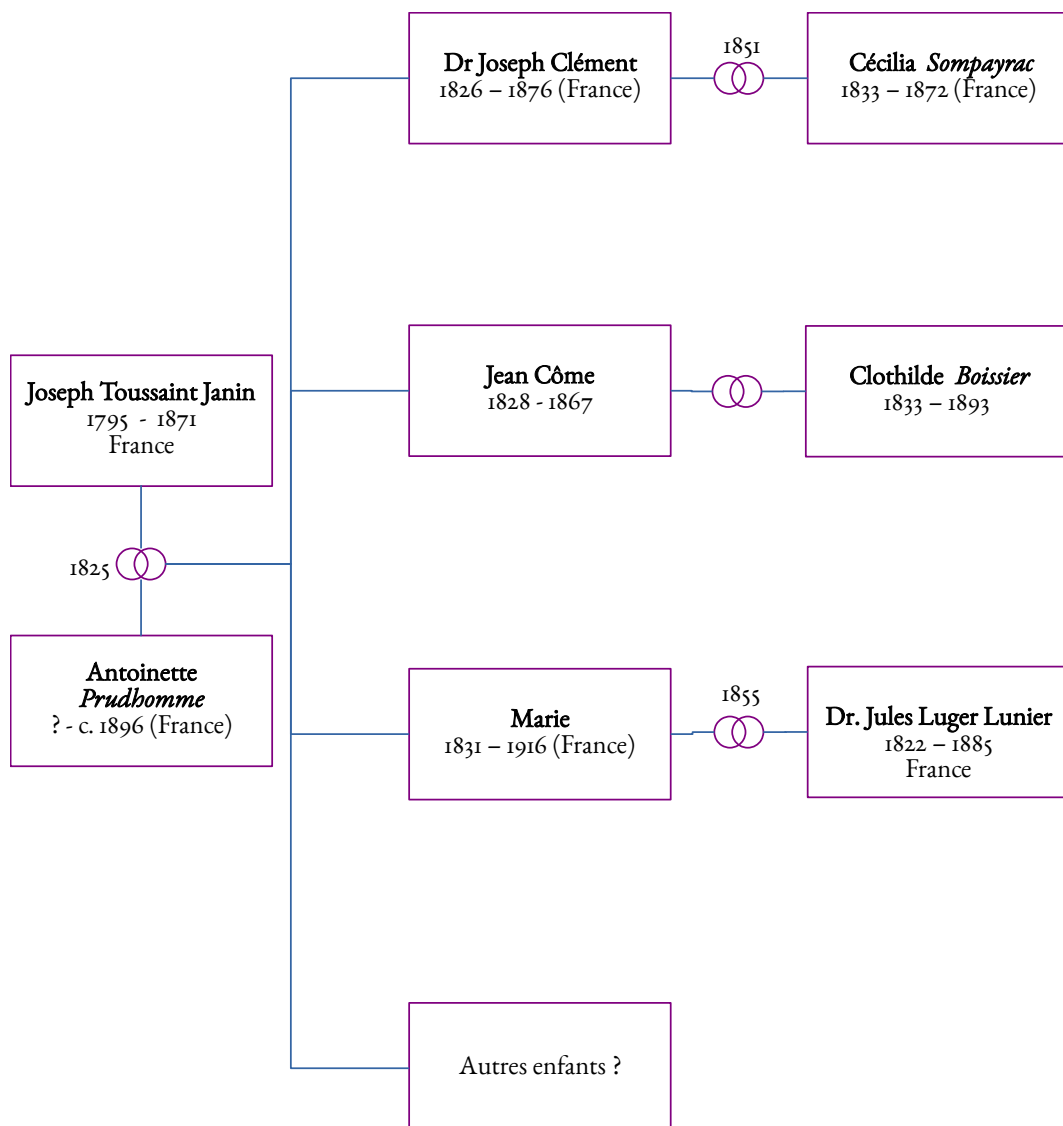 Dr Joseph Clément
1826 – 1876 (France)
1851
Cécilia Sompayrac
1833 – 1872 (France)
Jean Côme
1828 - 1867
Clothilde Boissier
1833 – 1893
Joseph Toussaint Janin
1795 - 1871
France
1825
Antoinette
Prudhomme
? - c. 1896 (France)
Marie
1831 – 1916 (France)
1855
Dr. Jules Luger Lunier
1822 – 1885
France
Autres enfants ?